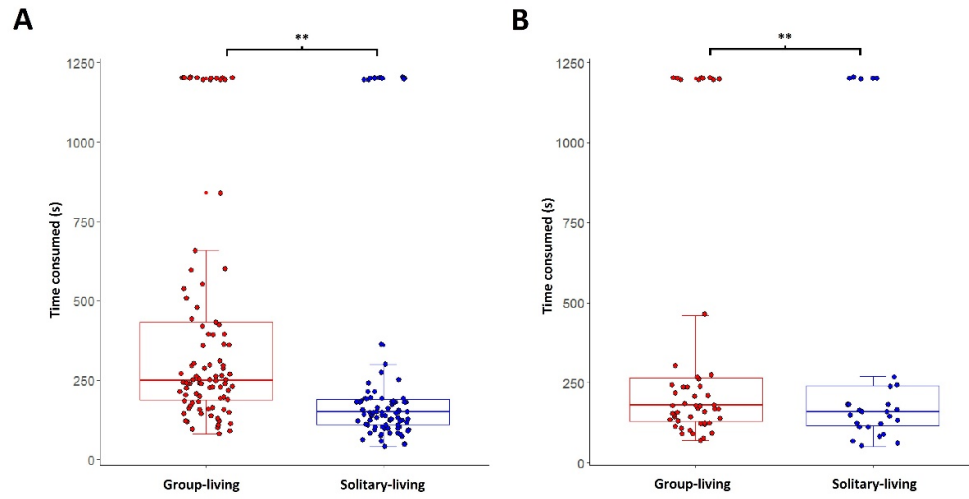 A
B
**
**
1250
1000
750
500
250
0
Time consumed (s)
Group-living
Solitary-living
1250
1000
750
500
250
0
Time consumed (s)
Group-living
Solitary-living